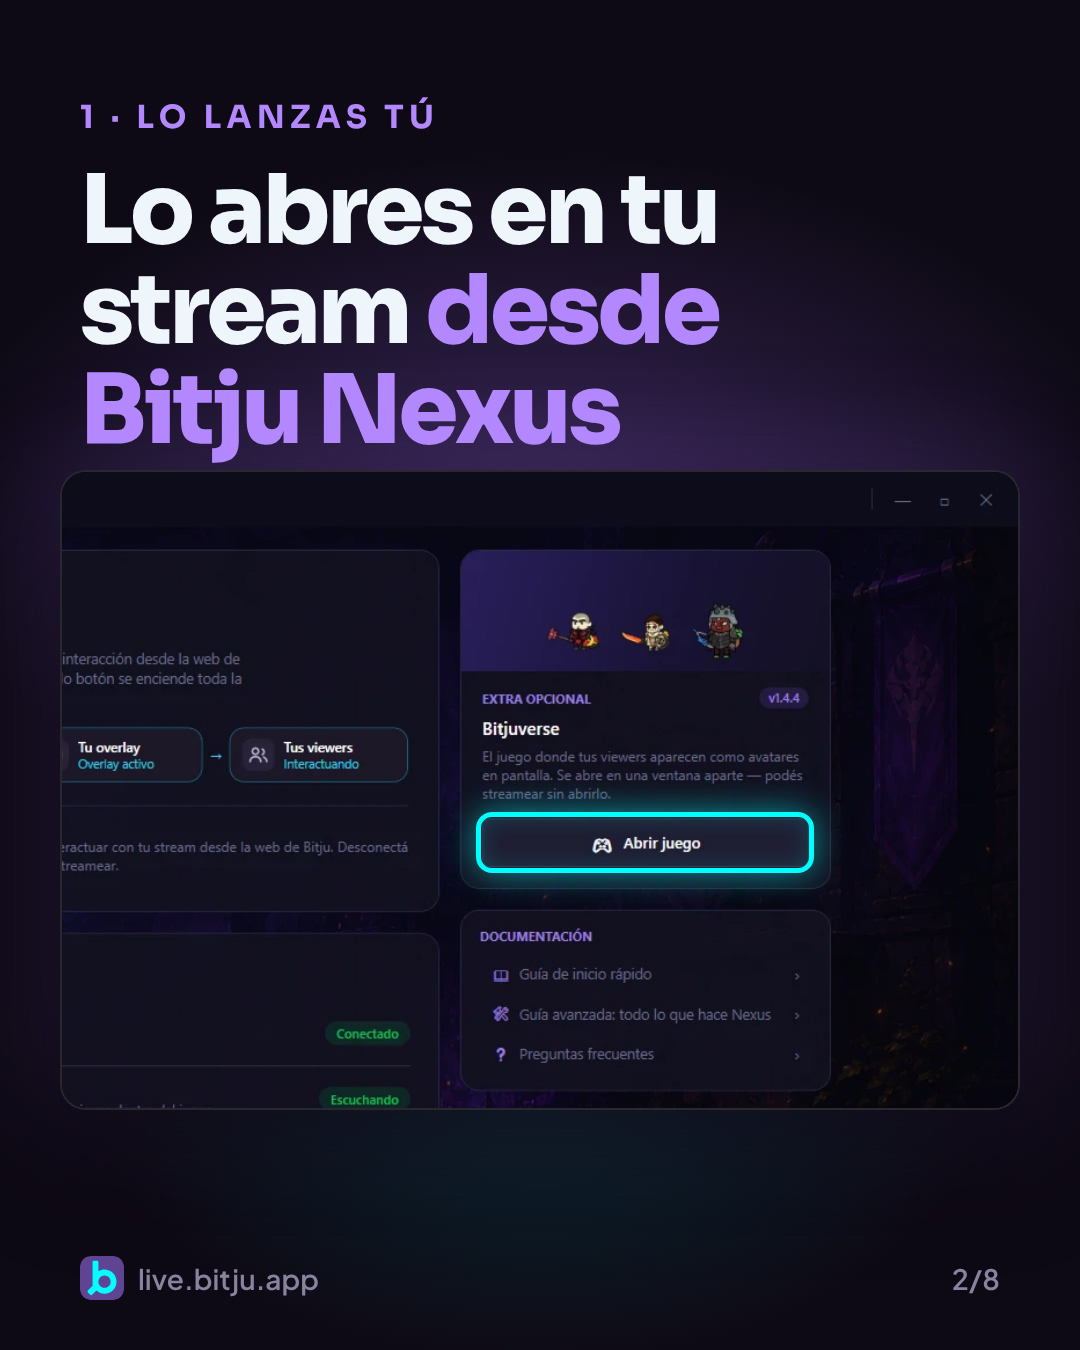 1 · LO LANZAS TÚ
Lo abres en tu
stream desde
Bitju Nexus
interacción desde la web de
botón se enciende toda la
Tu overlay
Overlay activo
→
Tus viewers
Interactuando
con tu stream desde la web de Bitju. Desconectá
Conectado
Escuchando
EXTRA OPCIONAL
v1.4.4
Bitjuverse
El juego donde tus viewers aparecen como avatares
en pantalla. Se abre en una ventana aparte — podés
streamear sin abrirlo.
Abrir juego
DOCUMENTACIÓN
Guía de inicio rápido ›
Guía avanzada: todo lo que hace Nexus ›
Preguntas frecuentes ›
live.bitju.app
2/8